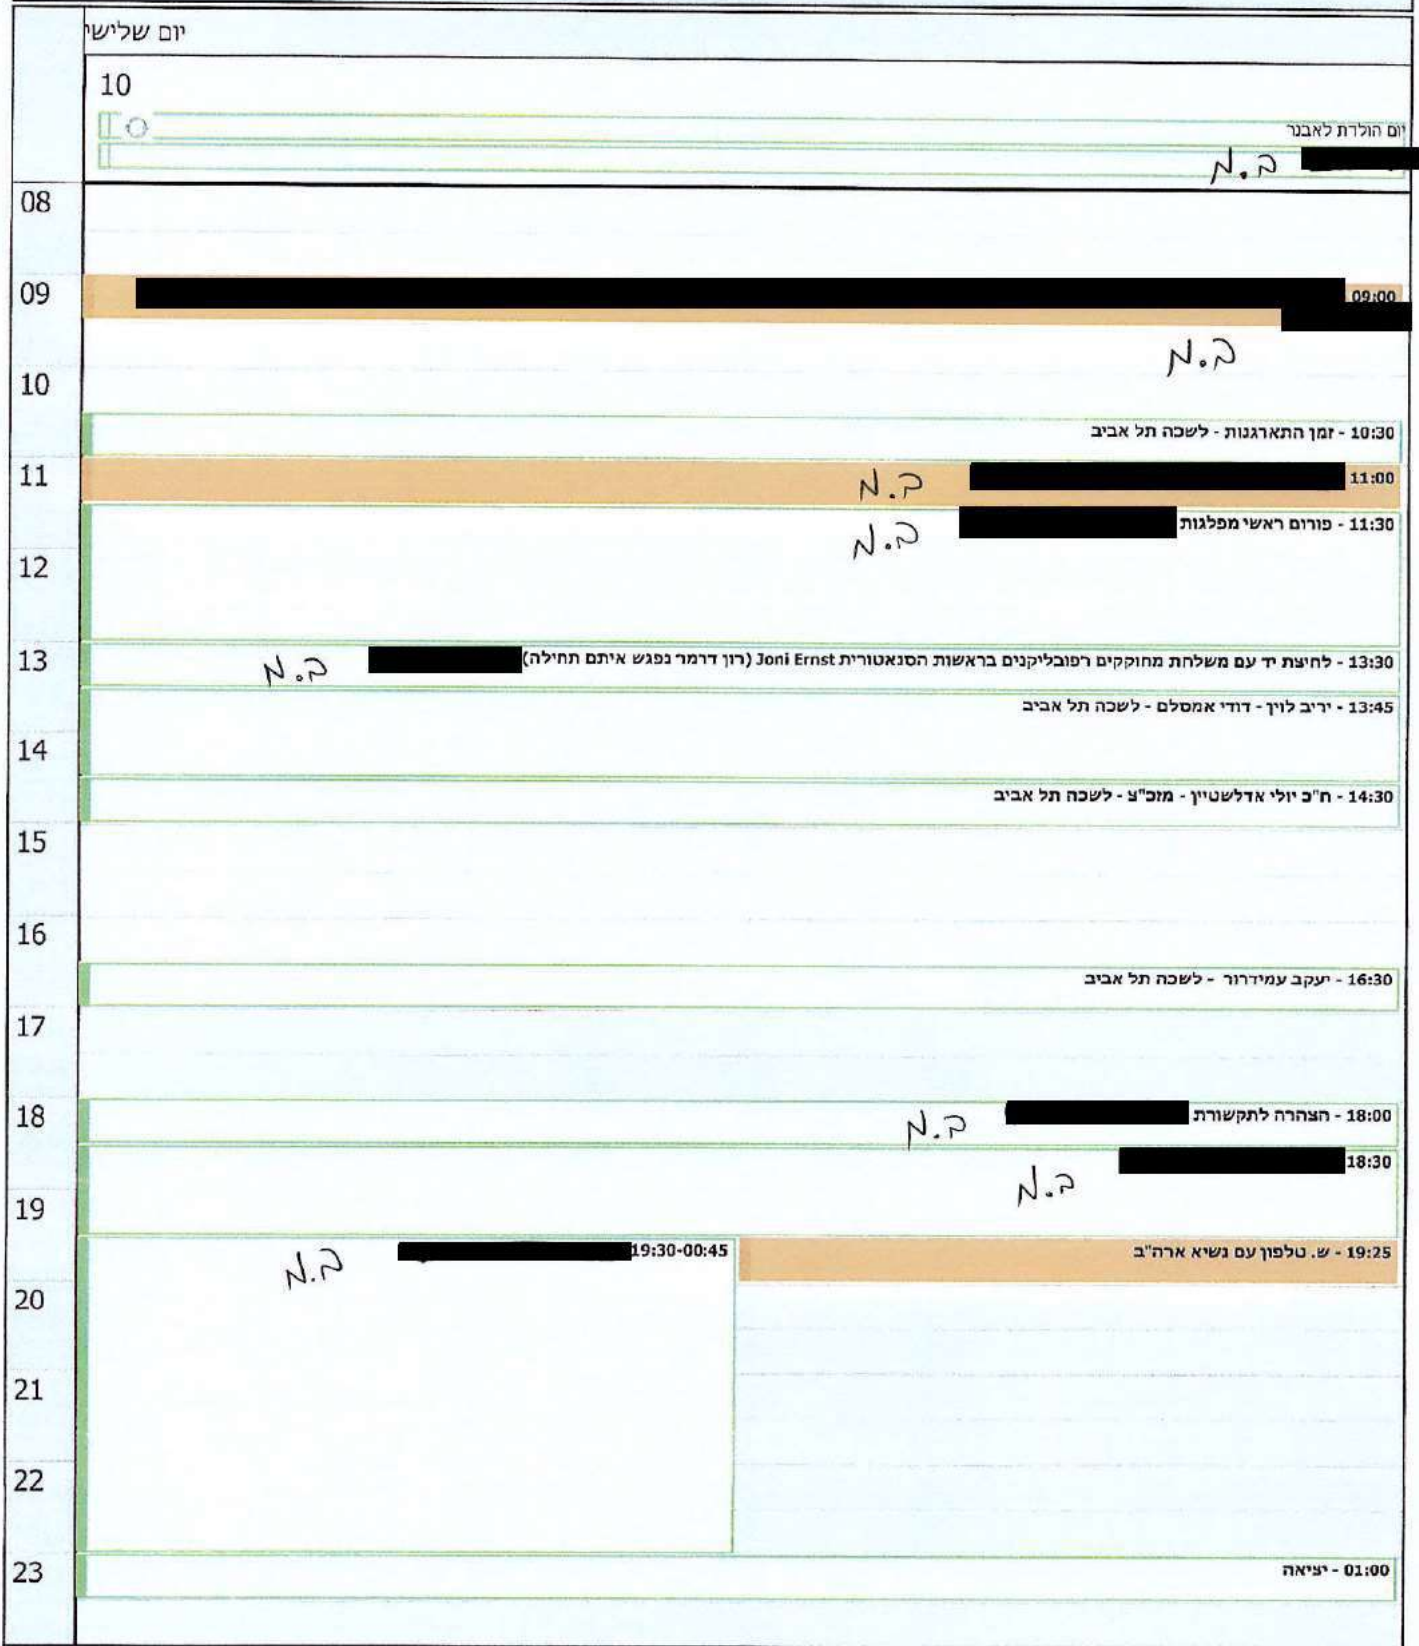 יום שלישי
10
יום הולדת לאבנר
ב.מ
08
09
09:00
ב.מ
10
10:30 - זמן התארגנות - לשכה תל אביב
11
11:00
ב.מ
11:30 - פורום ראשי מפלגות
ב.מ
12
13
13:30 - לחיצת יד עם משלחת מחוקקים רפובליקנים בראשות הסנאטורית Joni Ernst (רון דרמר נפגש איתם תחילה)
ב.מ
13:45 - יריב לוין - דודי אמסלם - לשכה תל אביב
14
14:30 - ח"כ יולי אדלשטיין - מזכ"צ - לשכה תל אביב
15
16
16:30 - יעקב עמידרור - לשכה תל אביב
17
18
18:00 - הצהרה לתקשורת
ב.מ
18:30
ב.מ
19
19:25 - ש. טלפון עם נשיא ארה"ב
19:30-00:45
ב.מ
20
21
22
23
01:00 - יציאה